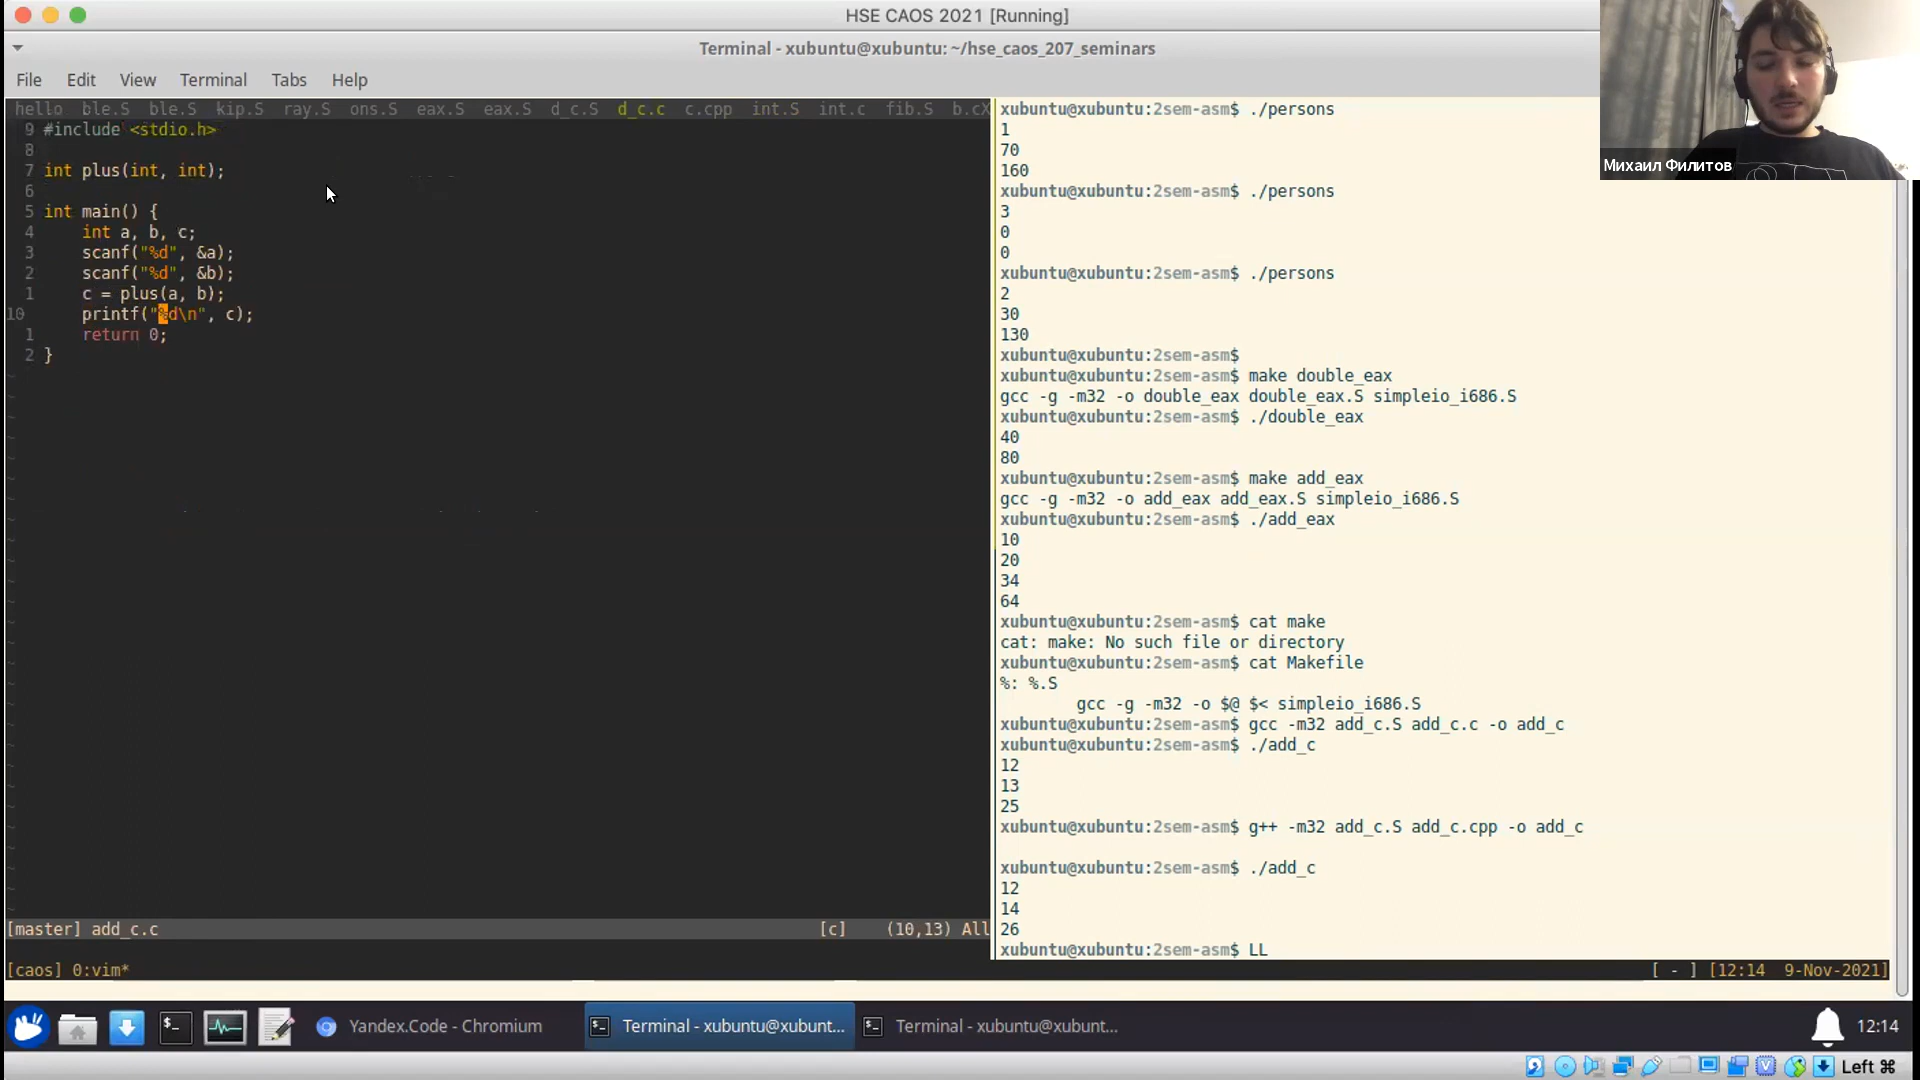 HSE CAOS 2021 [Running]
Terminal - xubuntu@xubuntu: ~/hse_caos_207_seminars
File Edit View Terminal Tabs Help
Михаил Филитов
hello ble.S ble.S kip.S ray.S ons.S eax.S eax.S d_c.S d_c.c c.cpp int.S int.c fib.S b.cX
9 #include <stdio.h>
8
7 int plus(int, int);
6
5 int main() {
4 int a, b, c;
3 scanf("%d", &a);
2 scanf("%d", &b);
1 c = plus(a, b);
10 printf("%d\n", c);
1 return 0;
2 }
[master] add_c.c [c] (10,13) All
xubuntu@xubuntu:2sem-asm$ ./persons
1
70
160
xubuntu@xubuntu:2sem-asm$ ./persons
3
0
0
xubuntu@xubuntu:2sem-asm$ ./persons
2
30
130
xubuntu@xubuntu:2sem-asm$
xubuntu@xubuntu:2sem-asm$ make double_eax
gcc -g -m32 -o double_eax double_eax.S simpleio_i686.S
xubuntu@xubuntu:2sem-asm$ ./double_eax
40
80
xubuntu@xubuntu:2sem-asm$ make add_eax
gcc -g -m32 -o add_eax add_eax.S simpleio_i686.S
xubuntu@xubuntu:2sem-asm$ ./add_eax
10
20
34
64
xubuntu@xubuntu:2sem-asm$ cat make
cat: make: No such file or directory
xubuntu@xubuntu:2sem-asm$ cat Makefile
%: %.S
gcc -g -m32 -o $@ $< simpleio_i686.S
xubuntu@xubuntu:2sem-asm$ gcc -m32 add_c.S add_c.c -o add_c
xubuntu@xubuntu:2sem-asm$ ./add_c
12
13
25
xubuntu@xubuntu:2sem-asm$ g++ -m32 add_c.S add_c.cpp -o add_c
xubuntu@xubuntu:2sem-asm$ ./add_c
12
14
26
xubuntu@xubuntu:2sem-asm$ LL
[caos] 0:vim* [ - ] [12:14 9-Nov-2021]
Yandex.Code - Chromium Terminal - xubuntu@xubunt... Terminal - xubuntu@xubunt... 12:14
Left ⌘